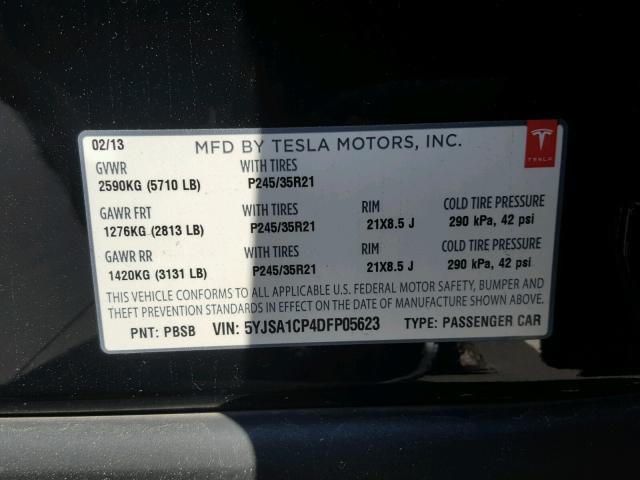 02/13 MFD BY TESLA MOTORS, INC.
TESLA
GVWR WITH TIRES
2590KG (5710 LB) P245/35R21
GAWR FRT WITH TIRES RIM COLD TIRE PRESSURE
1276KG (2813 LB) P245/35R21 21X8.5 J 290 kPa, 42 psi
GAWR RR WITH TIRES RIM COLD TIRE PRESSURE
1420KG (3131 LB) P245/35R21 21X8.5 J 290 kPa, 42 psi
THIS VEHICLE CONFORMS TO ALL APPLICABLE U.S. FEDERAL MOTOR SAFETY, BUMPER AND
THEFT PREVENTION STANDARDS IN EFFECT ON THE DATE OF MANUFACTURE SHOWN ABOVE.
PNT: PBSB VIN: 5YJSA1CP4DFP05623 TYPE: PASSENGER CAR